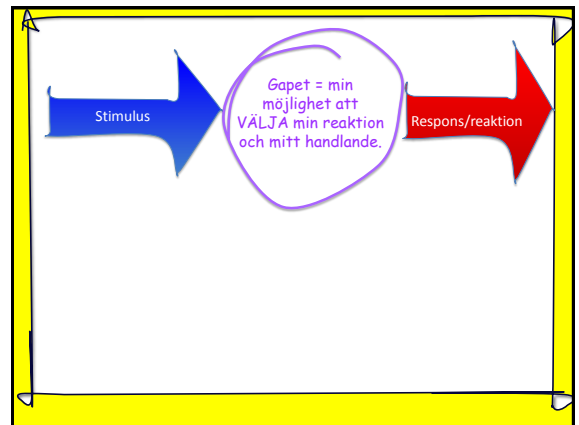 Stimulus
Gapet = min
möjlighet att
VÄLJA min reaktion
och mitt handlande.
Respons/reaktion